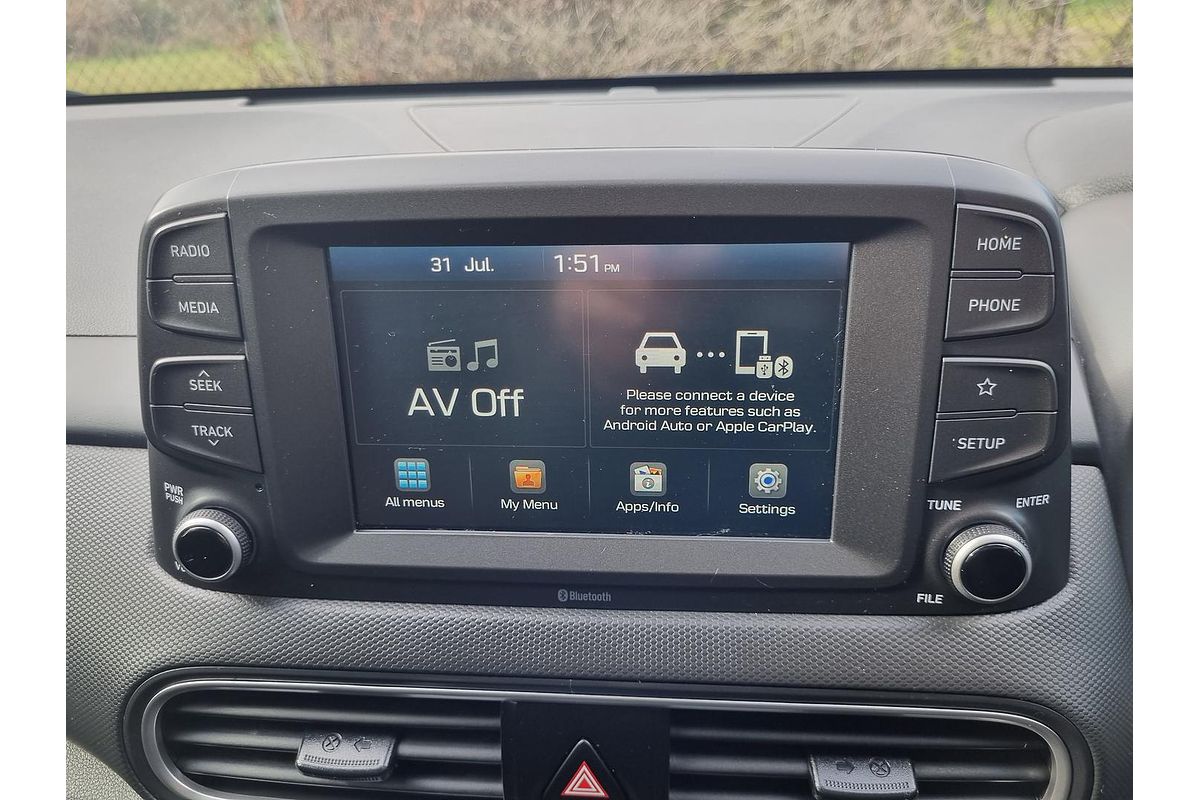 31 Jul. 1:51 PM
RADIO
MEDIA
SEEK
TRACK
PWR
PUSH
AV Off
Please connect a device
for more features such as
Android Auto or Apple CarPlay.
All menus
My Menu
Apps/Info
Settings
HOME
PHONE
SETUP
TUNE
ENTER
FILE
Bluetooth